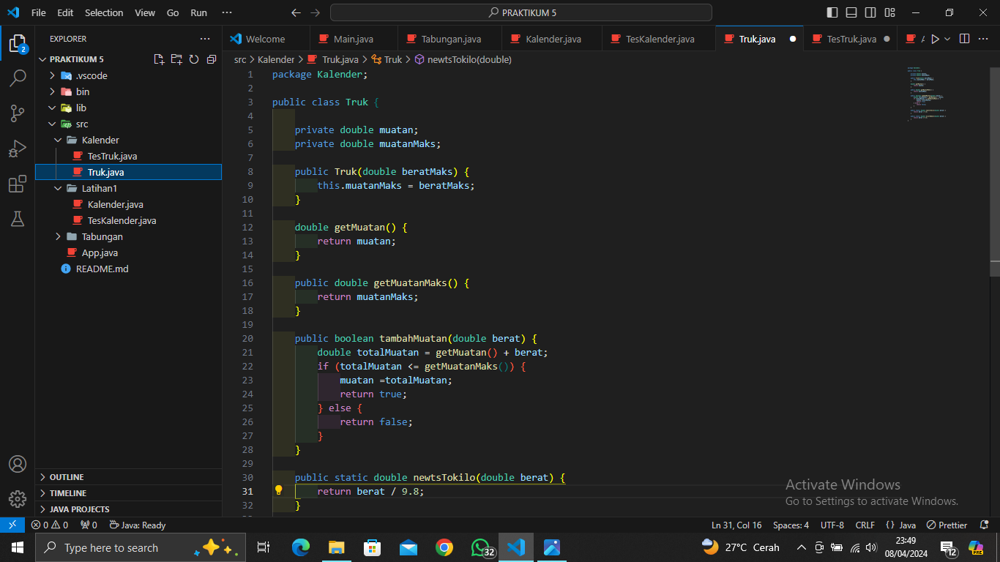 File Edit Selection View Go Run ··· PRAKTIKUM 5
EXPLORER ···
Welcome Main.java Tabungan.java Kalender.java TesKalender.java Truk.java TesTruk.java
PRAKTIKUM 5
src > Kalender > Truk.java > Truk > newtsTokilo(double)
.vscode
bin
lib
src
Kalender
TesTruk.java
Truk.java
Latihan1
Kalender.java
TesKalender.java
Tabungan
App.java
README.md
OUTLINE
TIMELINE
JAVA PROJECTS
2
1 package Kalender;
2
3 public class Truk {
4
5 private double muatan;
6 private double muatanMaks;
7
8 public Truk(double beratMaks) {
9 this.muatanMaks = beratMaks;
10 }
11
12 double getMuatan() {
13 return muatan;
14 }
15
16 public double getMuatanMaks() {
17 return muatanMaks;
18 }
19
20 public boolean tambahMuatan(double berat) {
21 double totalMuatan = getMuatan() + berat;
22 if (totalMuatan <= getMuatanMaks()) {
23 muatan =totalMuatan;
24 return true;
25 } else {
26 return false;
27 }
28 }
29
30 public static double newtsTokilo(double berat) {
31 return berat / 9.8;
32 }
Activate Windows
Go to Settings to activate Windows.
0 0 0 Java: Ready Ln 31, Col 16 Spaces: 4 UTF-8 CRLF {} Java Prettier
Type here to search 32 27°C Cerah 23:49 12
08/04/2024